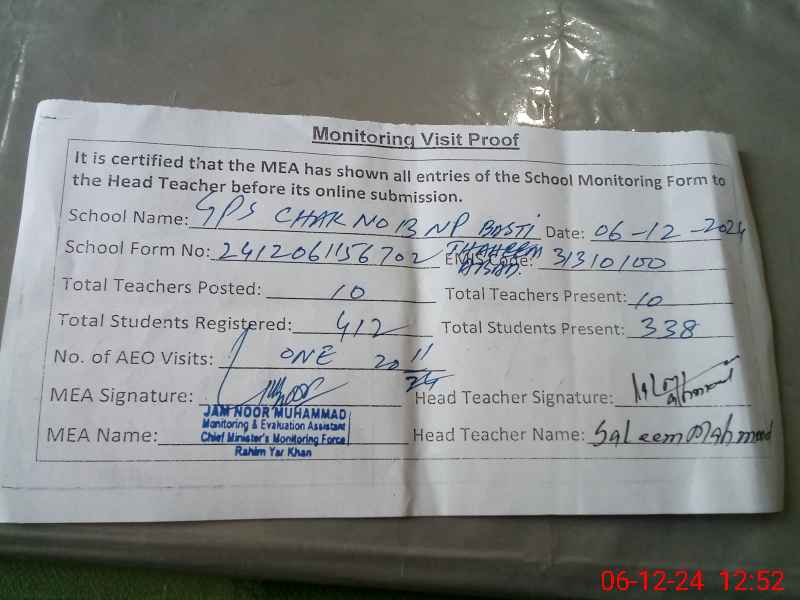 Monitoring Visit Proof
It is certified that the MEA has shown all entries of the School Monitoring Form to
the Head Teacher before its online submission.
School Name: GPS CHAK NO 13 NP BASTI Date: 06-12-2024
THAHEEM
School Form No: 2412061156702 EMIS Code: 31310100
Total Teachers Posted: 10 Total Teachers Present: 10
Total Students Registered: 412 Total Students Present: 338
No. of AEO Visits: ONE 20 11 24
MEA Signature: Head Teacher Signature:
JAM NOOR MUHAMMAD
Monitoring & Evaluation Assistant
MEA Name: Chief Minister's Monitoring Force Head Teacher Name: Saleem Mahmood
Rahim Yar Khan
06-12-24 12:52